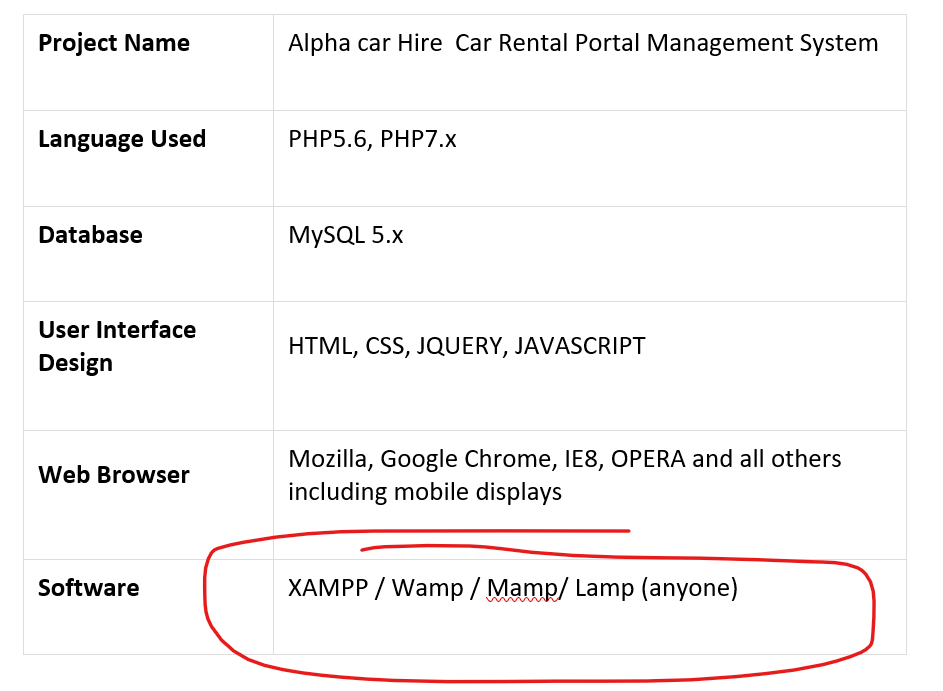 Project Name
Alpha car Hire  Car Rental Portal Management System
Language Used
PHP5.6, PHP7.x
Database
MySQL 5.x
User Interface
Design
HTML, CSS, JQUERY, JAVASCRIPT
Web Browser
Mozilla, Google Chrome, IE8, OPERA and all others
including mobile displays
Software
XAMPP / Wamp / Mamp/ Lamp (anyone)